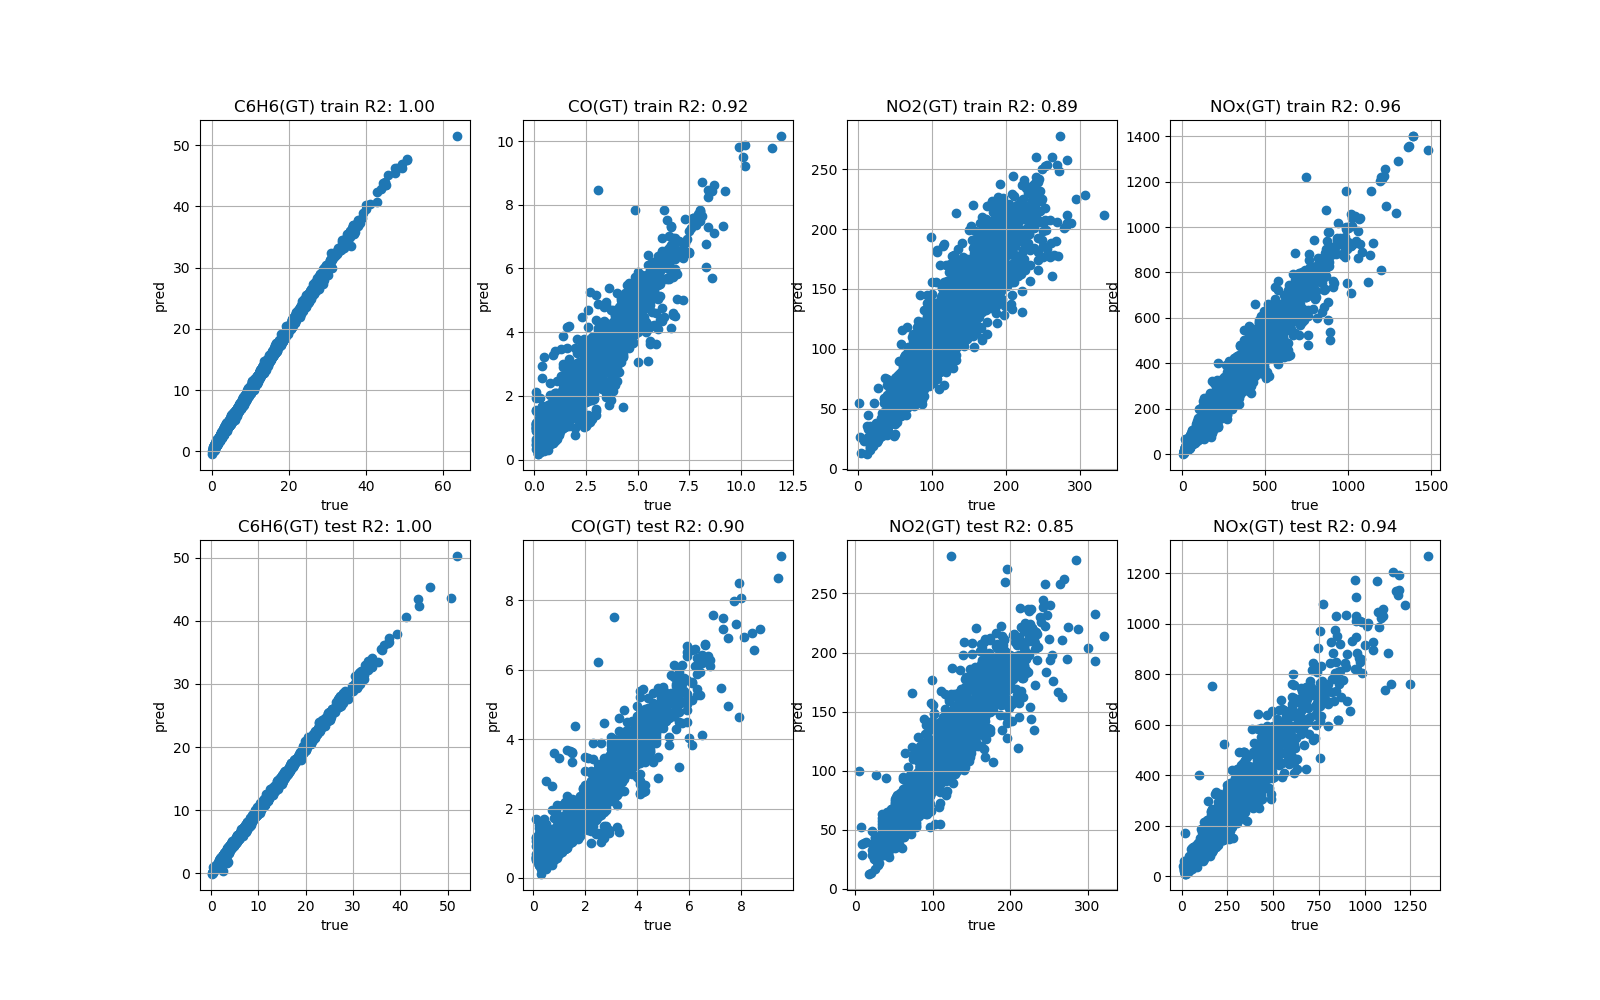 C6H6(GT) train R2: 1.00
CO(GT) train R2: 0.92
NO2(GT) train R2: 0.89
NOx(GT) train R2: 0.96
50
40
30
20
10
0
pred
0 20 40 60
true
10
8
6
4
2
0
pred
0.0 2.5 5.0 7.5 10.0 12.5
true
250
200
150
100
50
0
pred
0 100 200 300
true
1400
1200
1000
800
600
400
200
0
pred
0 500 1000 1500
true
C6H6(GT) test R2: 1.00
CO(GT) test R2: 0.90
NO2(GT) test R2: 0.85
NOx(GT) test R2: 0.94
50
40
30
20
10
0
pred
0 10 20 30 40 50
true
8
6
4
2
0
pred
0 2 4 6 8
true
250
200
150
100
50
0
pred
0 100 200 300
true
1200
1000
800
600
400
200
0
pred
0 250 500 750 1000 1250
true